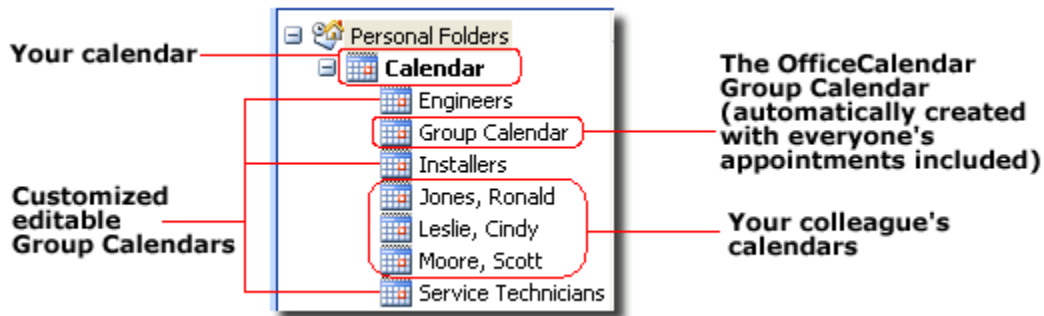 Your calendar
Customized
editable
Group Calendars
Personal Folders
Calendar
Engineers
Group Calendar
Installers
Jones, Ronald
Leslie, Cindy
Moore, Scott
Service Technicians
The OfficeCalendar
Group Calendar
(automatically created
with everyone's
appointments included)
Your colleague's
calendars